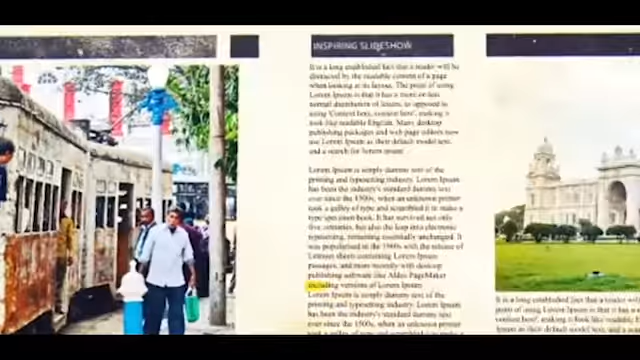 INSPIRING SLIDESHOW
It is a long established fact that a reader will be
distracted by the readable content of a page
when looking at its layout. The point of using
Lorem Ipsum is that it has a more-or-less
normal distribution of letters, as opposed to
using 'Content here, content here', making it
look like readable English. Many desktop
publishing packages and web page editors now
use Lorem Ipsum as their default model text,
and a search for 'lorem ipsum'
Lorem Ipsum is simply dummy text of the
printing and typesetting industry. Lorem Ipsum
has been the industry's standard dummy text
ever since the 1500s, when an unknown printer
took a galley of type and scrambled it to make a
type specimen book. It has survived not only
five centuries, but also the leap into electronic
typesetting, remaining essentially unchanged. It
was popularised in the 1960s with the release of
Letraset sheets containing Lorem Ipsum
passages, and more recently with desktop
publishing software like Aldus PageMaker
including versions of Lorem Ipsum
Lorem Ipsum is simply dummy text of the
printing and typesetting industry. Lorem Ipsum
has been the industry's standard dummy text
ever since the 1500s, when an unknown printer
took a galley of type and scrambled it to make a
It is a long established fact that a reader
point of using Lorem Ipsum is that it has
content here', making it look like readable
Ipsum as their default model text, and a